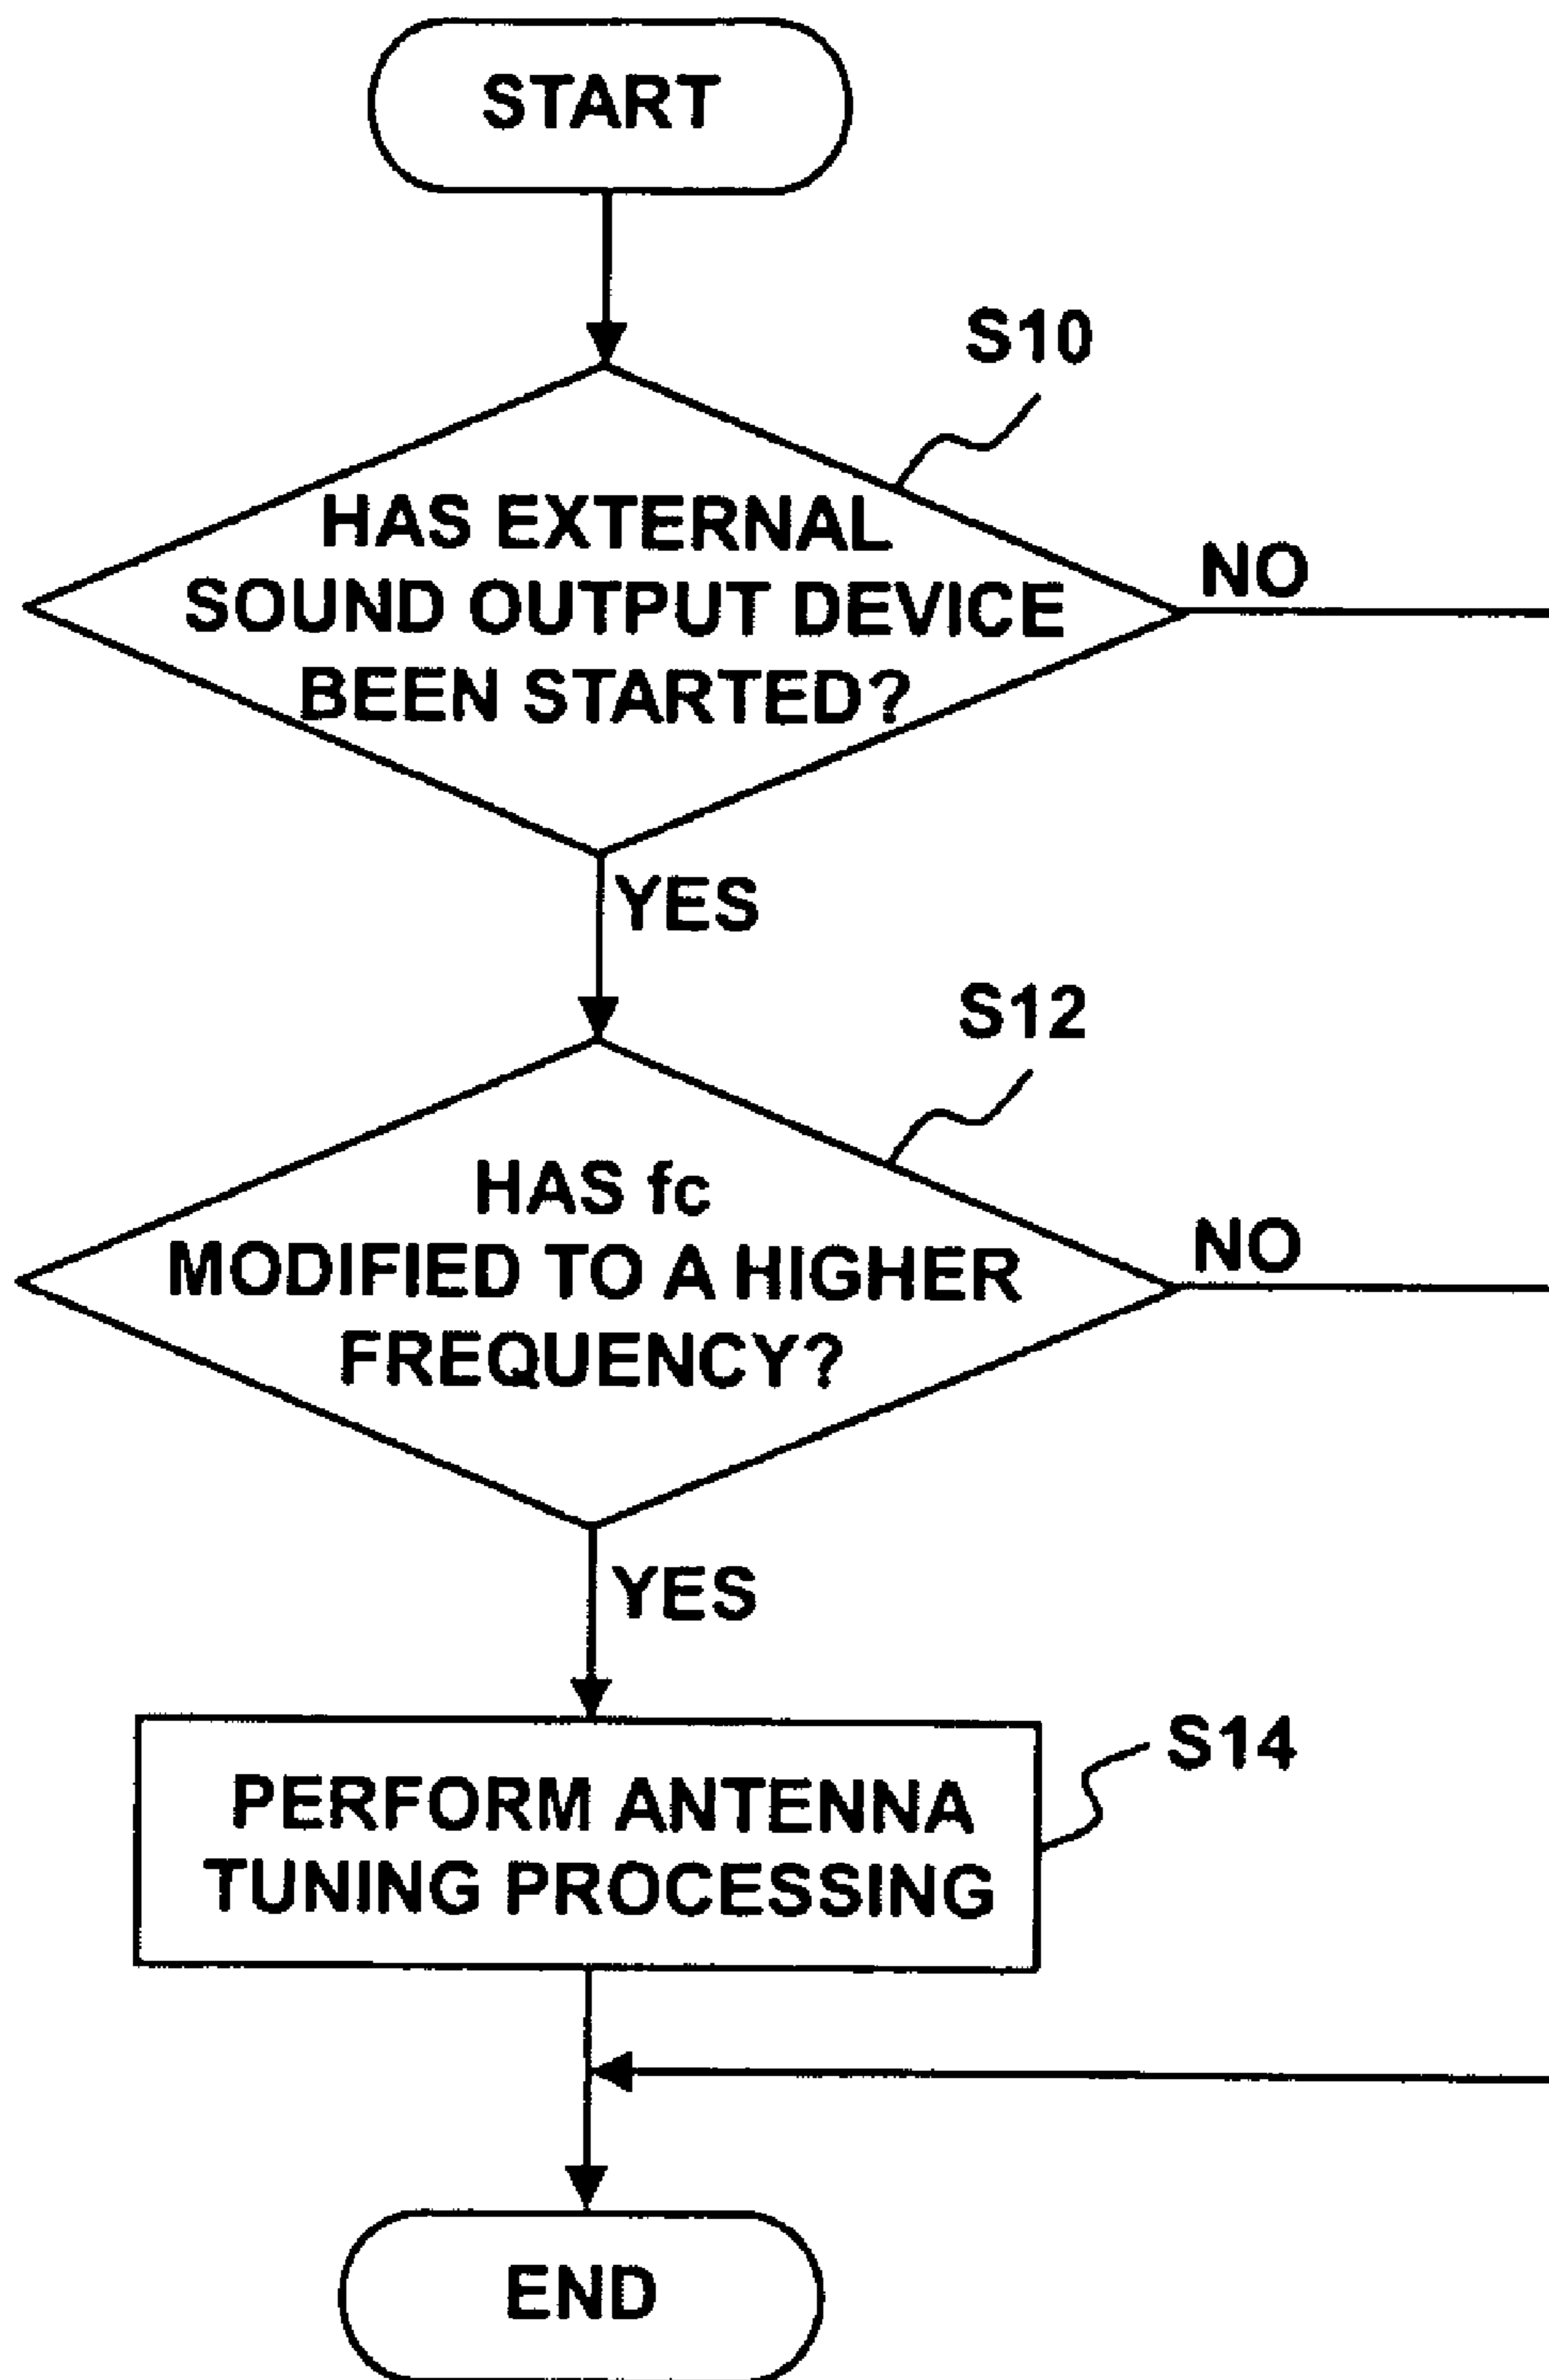 START
S10
HAS EXTERNAL
SOUND OUTPUT DEVICE
BEEN STARTED?
NO
YES
S12
HAS fc
MODIFIED TO A HIGHER
FREQUENCY?
NO
YES
S14
PERFORM ANTENNA
TUNING PROCESSING
END